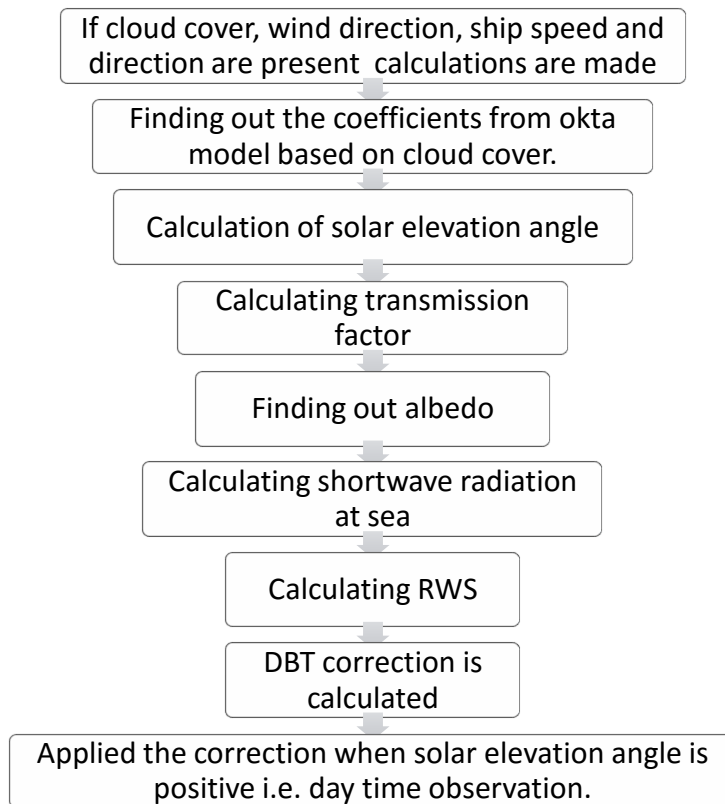 If cloud cover, wind direction, ship speed and
direction are present  calculations are made
Finding out the coefficients from okta
model based on cloud cover.
Calculation of solar elevation angle
Calculating transmission
factor
Finding out albedo
Calculating shortwave radiation
at sea
Calculating RWS
DBT correction is
calculated
Applied the correction when solar elevation angle is
positive i.e. day time observation.